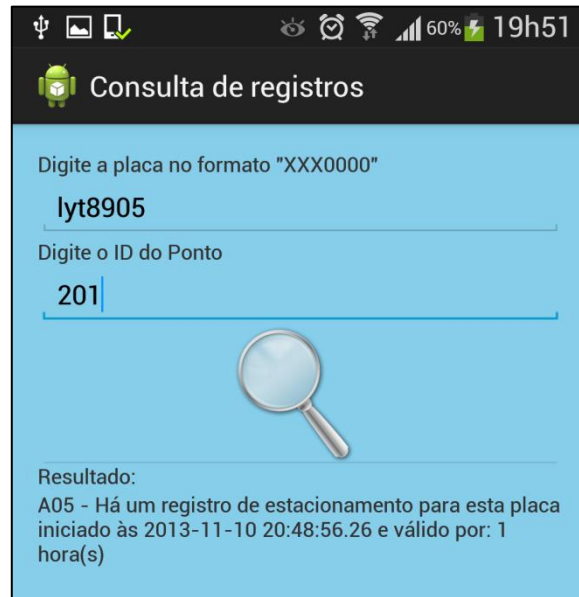 60% 19h51
Consulta de registros
Digite a placa no formato "XXX0000"
lyt8905
Digite o ID do Ponto
201
Resultado:
A05 - Há um registro de estacionamento para esta placa
iniciado às 2013-11-10 20:48:56.26 e válido por: 1
hora(s)